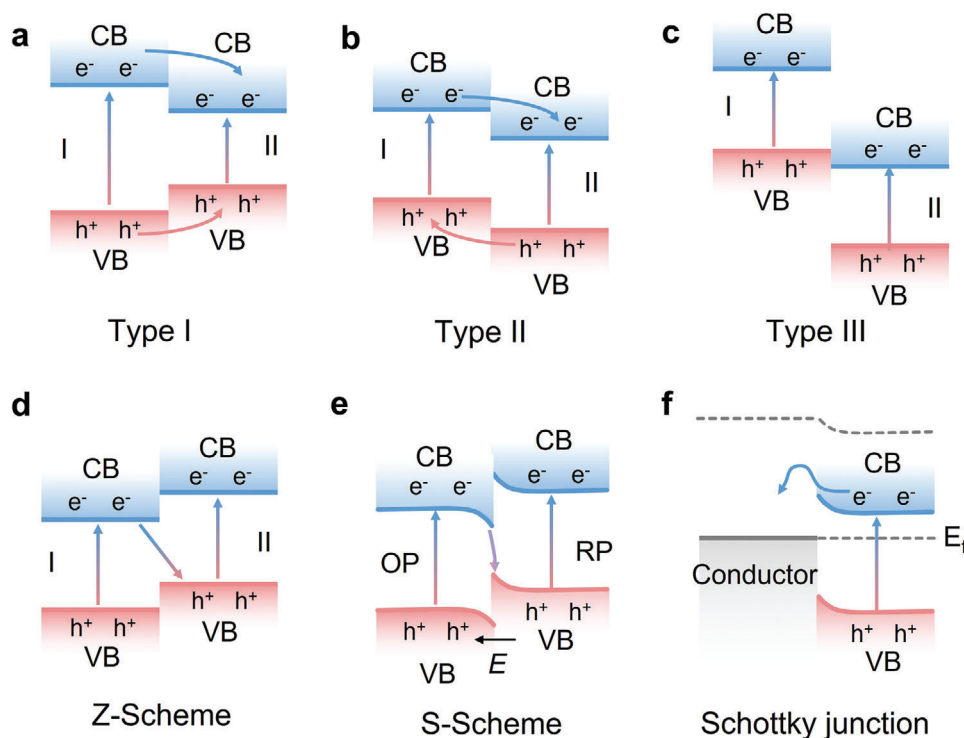 a
CB
e- e-
CB
e- e-
I
II
h+ h+
h+ h+
VB
VB
Type I
b
CB
e- e-
CB
e- e-
I
II
h+ h+
VB
h+ h+
VB
Type II
c
CB
e- e-
I
h+ h+
VB
CB
e- e-
II
h+ h+
VB
Type III
d
CB
e- e-
CB
e- e-
I
II
h+ h+
VB
h+ h+
VB
Z-Scheme
e
CB
e- e-
CB
e- e-
OP
RP
h+ h+
VB
E
h+ h+
VB
S-Scheme
f
CB
e- e-
Ef
Conductor
h+ h+
VB
Schottky junction